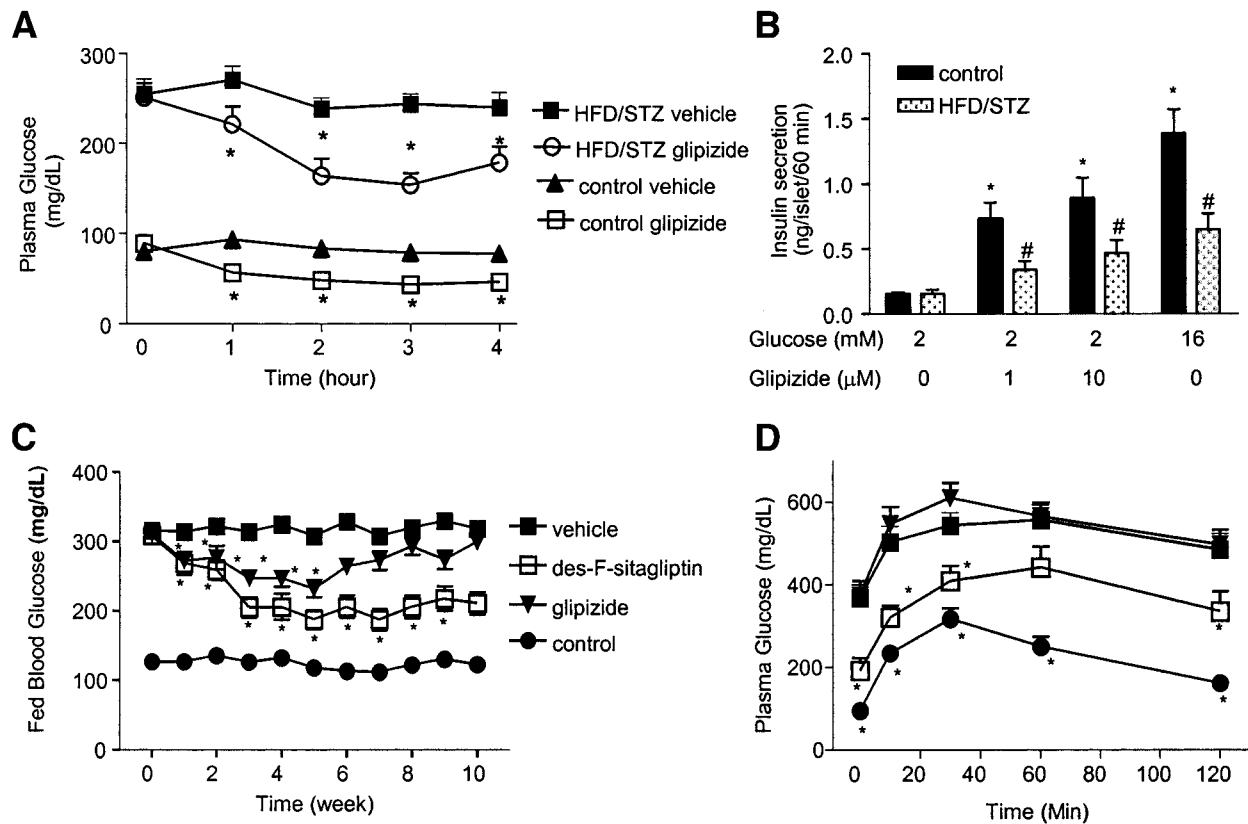 A
300
200
100
0
Plasma Glucose
(mg/dL)
0 1 2 3 4
Time (hour)
* * * *
* * * *
HFD/STZ vehicle
HFD/STZ glipizide
control vehicle
control glipizide
B
2.0
1.5
1.0
0.5
0.0
Insulin secretion
(ng/islet/60 min)
control
HFD/STZ
* * *
# # #
Glucose (mM) 2 2 2 16
Glipizide (μM) 0 1 10 0
C
400
300
200
100
0
Fed Blood Glucose (mg/dL)
* * * * * *
* * * * * * * * *
0 2 4 6 8 10
Time (week)
vehicle
des-F-sitagliptin
glipizide
control
D
600
400
200
0
Plasma Glucose (mg/dL)
* * * *
* * * * *
0 20 40 60 80 100 120
Time (Min)